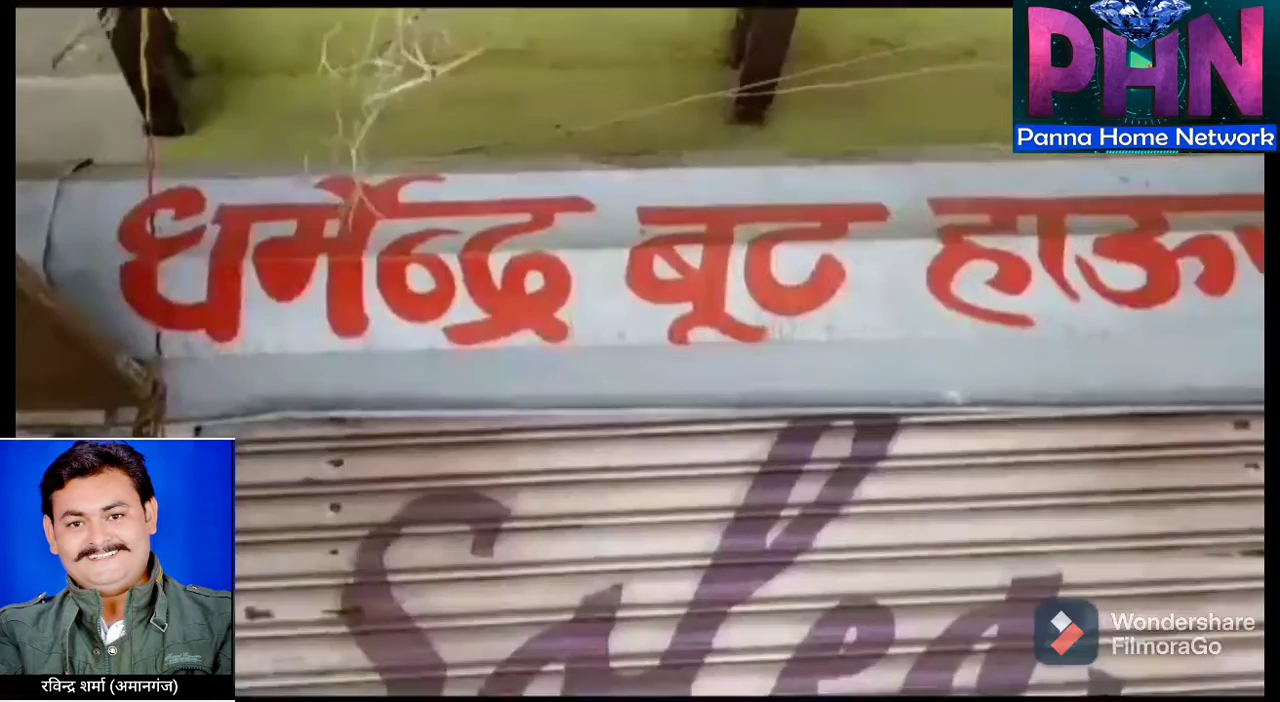 PHN
Panna Home Network
धर्मेन्द्र बूट हाऊ
Wondershare
FilmoraGo
रविन्द्र शर्मा (अमानगंज)